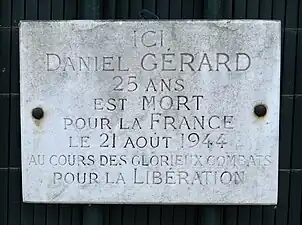 ICI
DANIEL GÉRARD
25 ANS
EST MORT
POUR LA FRANCE
LE 21 AOÛT 1944
AU COURS DES GLORIEUX COMBATS
POUR LA LIBÉRATION